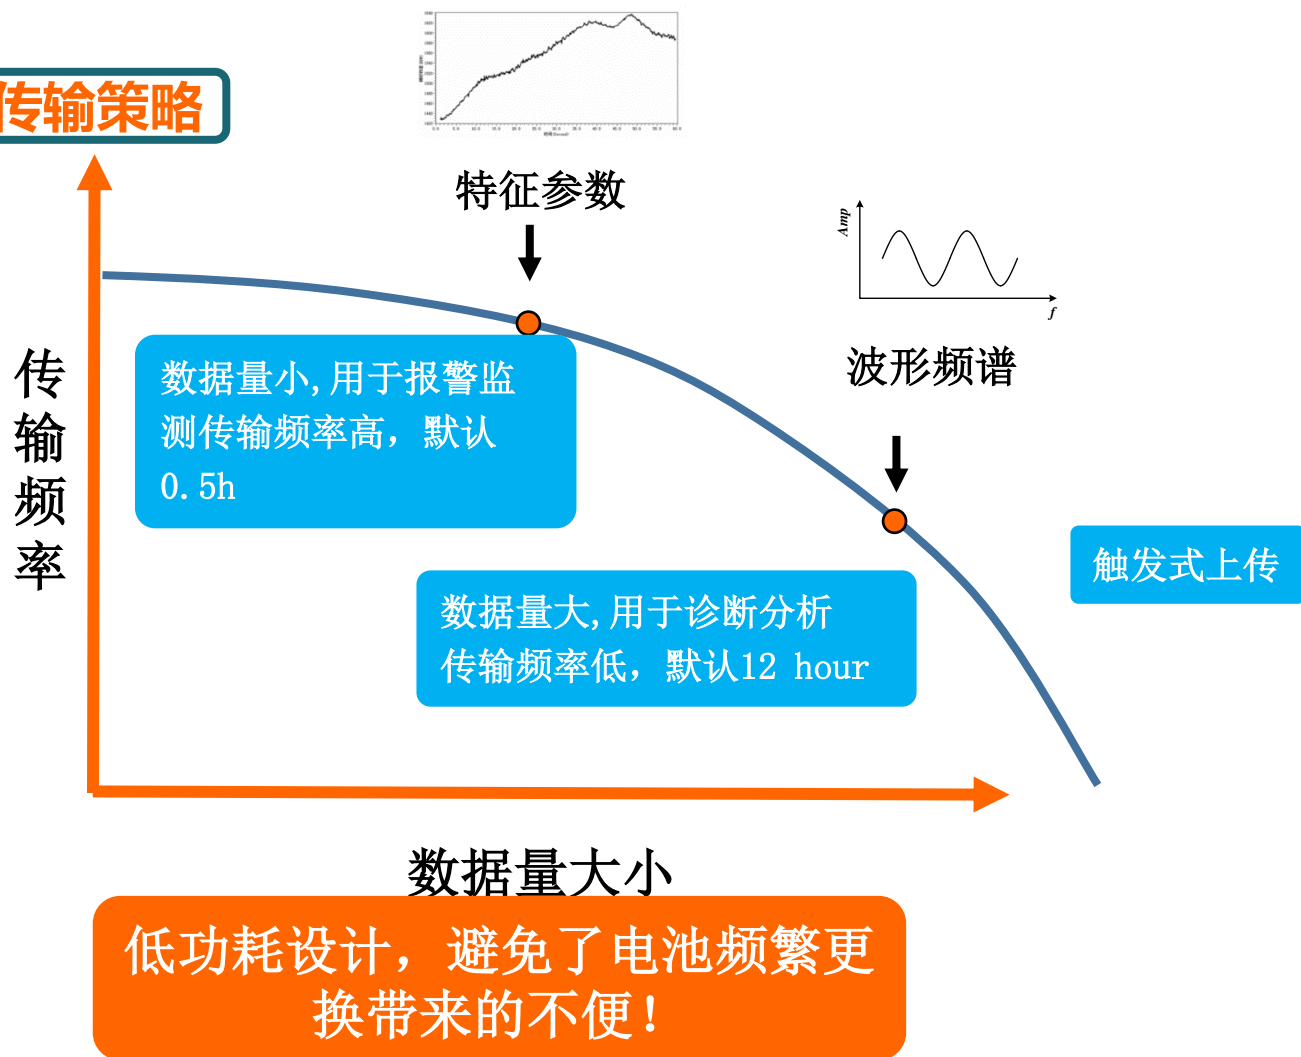 传输策略
特征参数
Amp
f
波形频谱
传输频率
数据量小,用于报警监
测传输频率高，默认
0.5h
触发式上传
数据量大,用于诊断分析
传输频率低，默认12 hour
数据量大小
低功耗设计，避免了电池频繁更
换带来的不便！